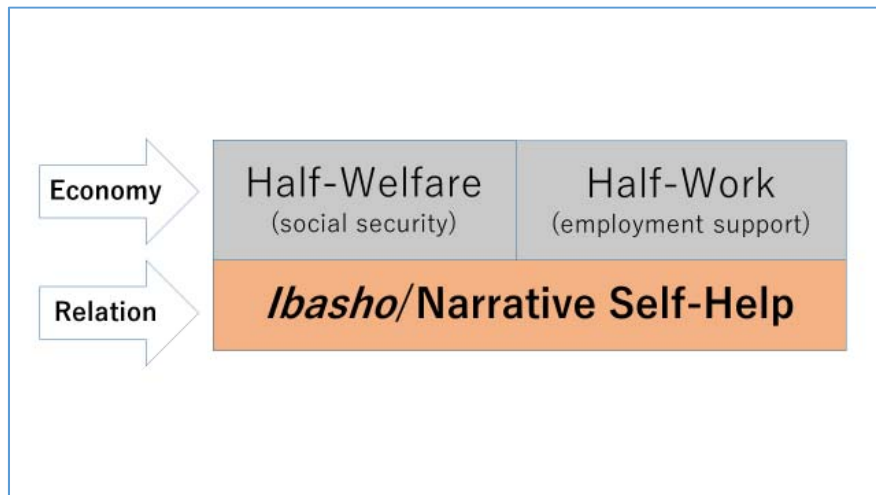 Economy
Half-Welfare
(social security)
Half-Work
(employment support)
Relation
Ibasho/Narrative Self-Help